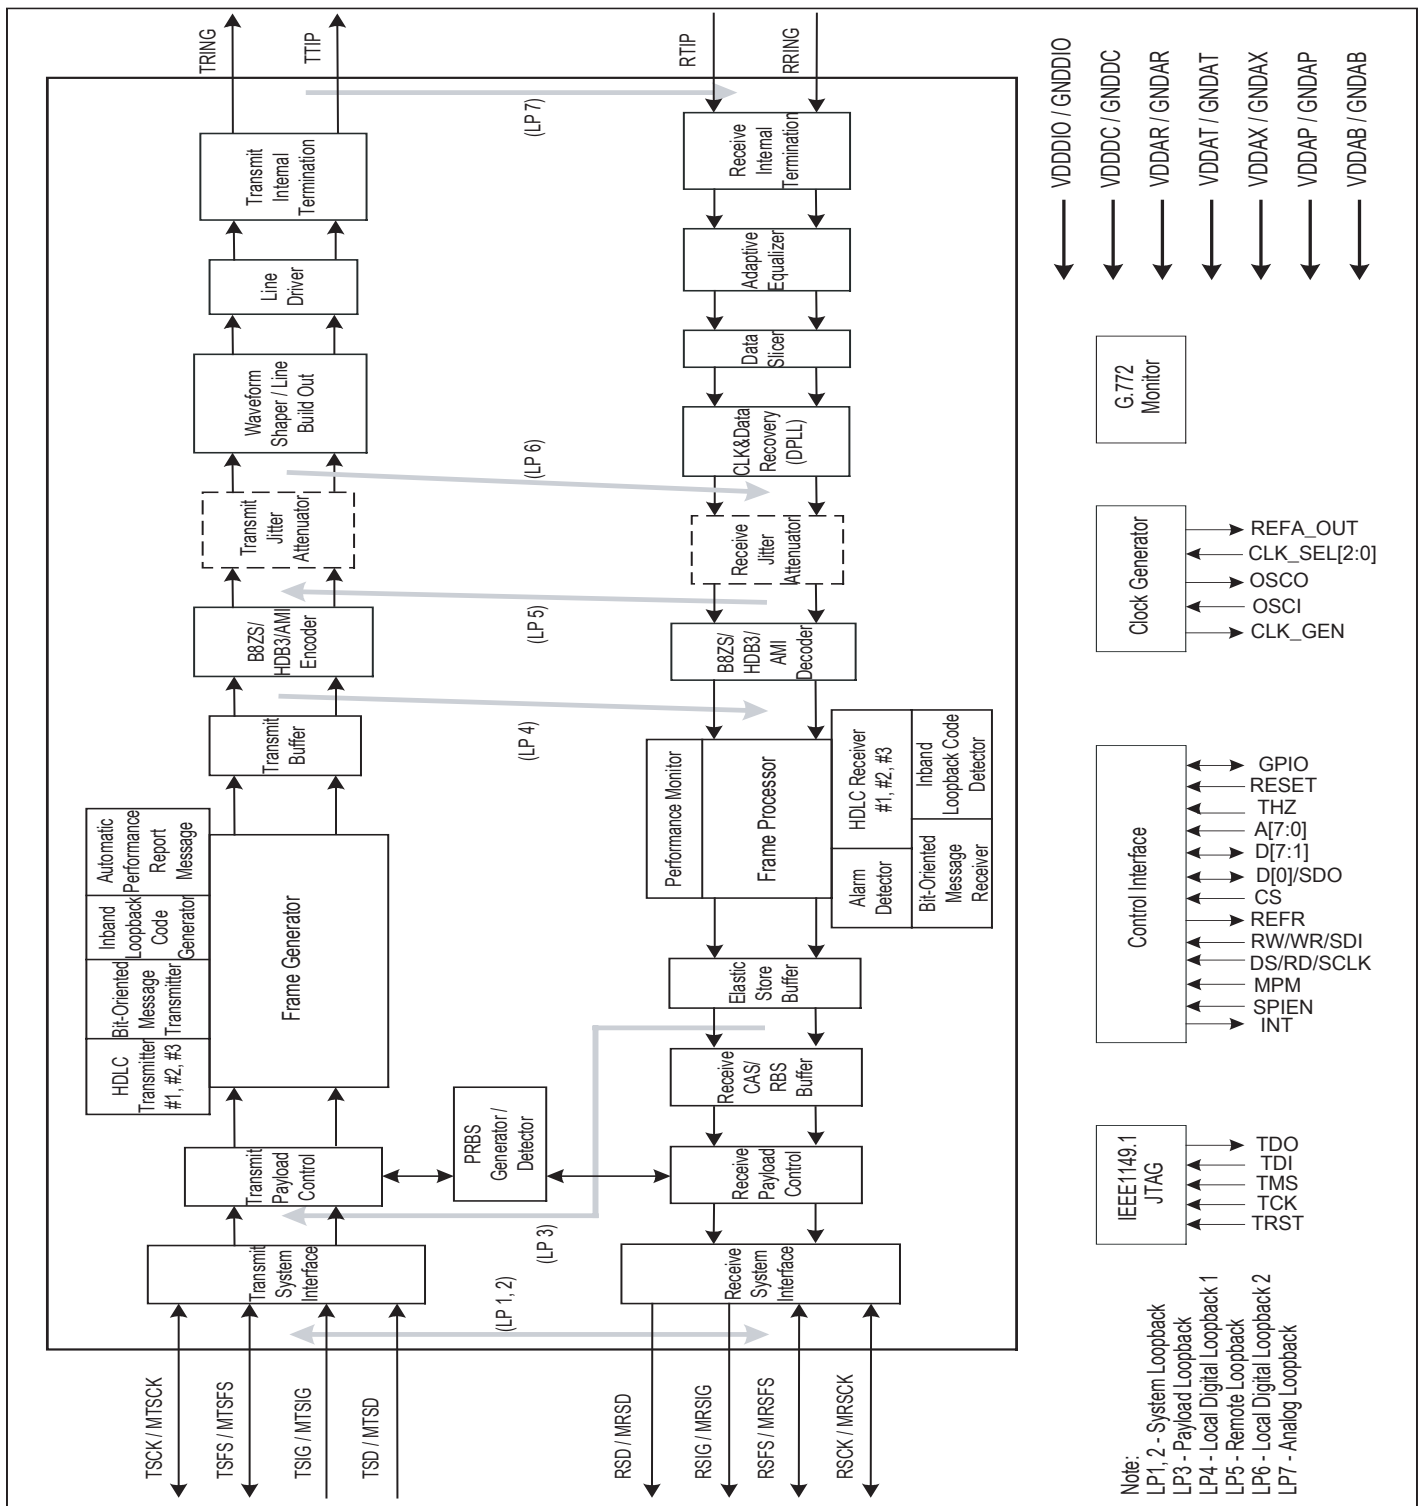 TRING
TTIP
RTIP
RRING
VDDDIO / GNDDIO
VDDDC / GNDDC
VDDAR / GNDAR
VDDAT / GNDAT
VDDAX / GNDAX
VDDAP / GNDAP
VDDAB / GNDAB
(LP 7)
Transmit
Internal
Termination
Receive
Internal
Termination
Line
Driver
Adaptive
Equalizer
Waveform
Shaper / Line
Build Out
Data
Slicer
CLK&Data
Recovery
(DPLL)
(LP 6)
G.772
Monitor
Transmit
Jitter
Attenuator
Receive
Jitter
Attenuator
(LP 5)
Clock Generator
REFA_OUT
CLK_SEL[2:0]
OSCO
OSCI
CLK_GEN
B8ZS/
HDB3/AMI
Encoder
B8ZS/
HDB3/
AMI
Decoder
(LP 4)
Transmit
Buffer
Automatic
Performance
Report
Message
Inband
Loopback
Code
Generator
Bit-Oriented
Message
Transmitter
HDLC
Transmitter
#1, #2, #3
Frame Generator
Performance Monitor
Frame Processor
HDLC Receiver
#1, #2, #3
Inband
Loopback Code
Detector
Alarm
Detector
Bit-Oriented
Message
Receiver
Control Interface
GPIO
RESET
THZ
A[7:0]
D[7:1]
D[0]/SDO
CS
REFR
RW/WR/SDI
DS/RD/SCLK
MPM
SPIEN
INT
Elastic
Store
Buffer
Receive
CAS/
RBS
Buffer
PRBS
Generator /
Detector
Transmit
Payload
Control
Receive
Payload
Control
(LP 3)
IEEE1149.1
JTAG
TDO
TDI
TMS
TCK
TRST
Transmit
System
Interface
Receive
System
Interface
(LP 1, 2)
TSCK / MTSCK
TSFS / MTSFS
TSIG / MTSIG
TSD / MTSD
RSD / MRSD
RSIG / MRSIG
RSFS / MRSFS
RSCK / MRSCK
Note:
LP1, 2 - System Loopback
LP3 - Payload Loopback
LP4 - Local Digital Loopback 1
LP5 - Remote Loopback
LP6 - Local Digital Loopback 2
LP7 - Analog Loopback